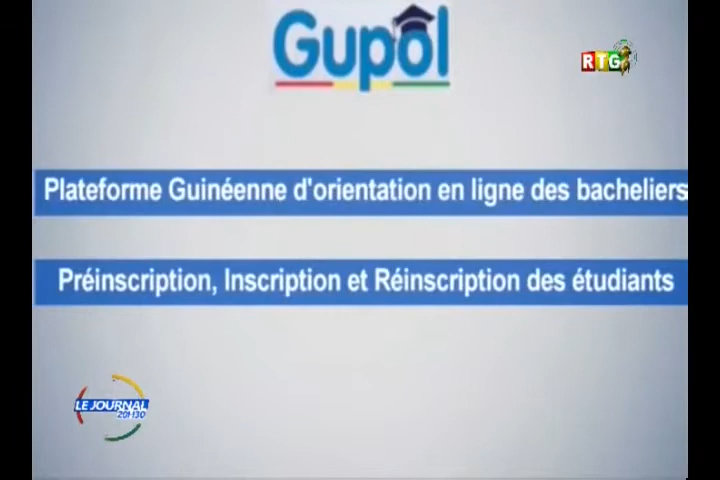 Gupol
RTG
Plateforme Guinéenne d'orientation en ligne des bacheliers
Préinscription, Inscription et Réinscription des étudiants
LE JOURNAL
20H30